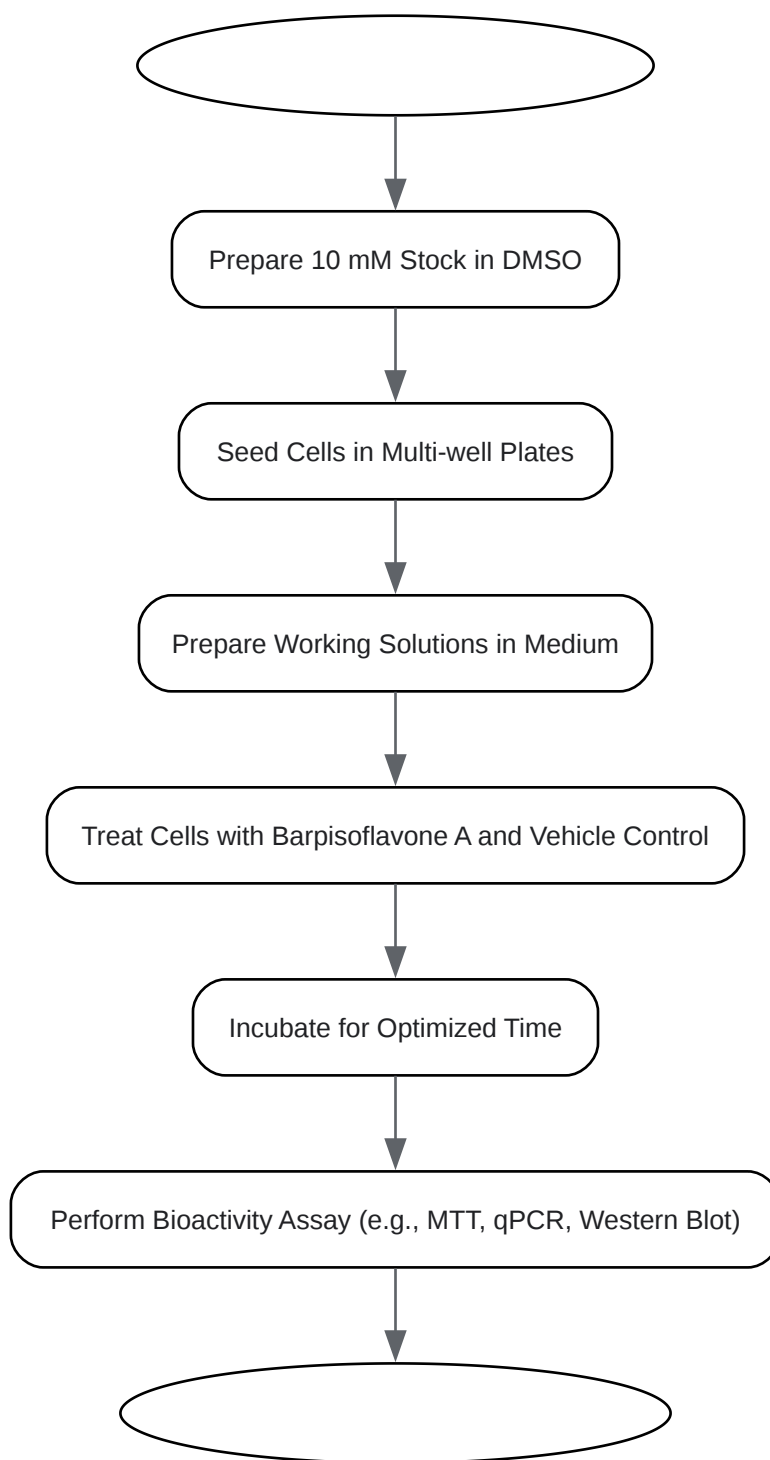 Prepare 10 mM Stock in DMSO
Seed Cells in Multi-well Plates
Prepare Working Solutions in Medium
Treat Cells with Barpisoflavone A and Vehicle Control
Incubate for Optimized Time
Perform Bioactivity Assay (e.g., MTT, qPCR, Western Blot)